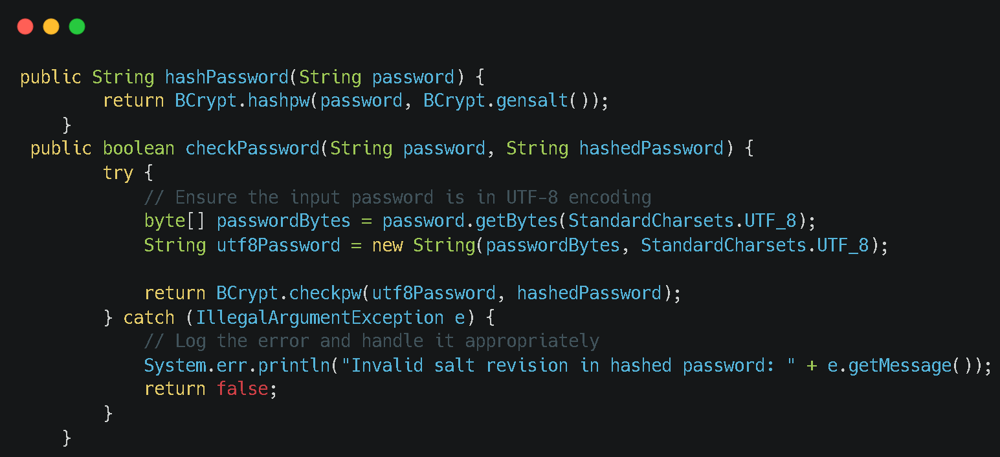 public String hashPassword(String password) {
        return BCrypt.hashpw(password, BCrypt.gensalt());
    }
 public boolean checkPassword(String password, String hashedPassword) {
        try {
            // Ensure the input password is in UTF-8 encoding
            byte[] passwordBytes = password.getBytes(StandardCharsets.UTF_8);
            String utf8Password = new String(passwordBytes, StandardCharsets.UTF_8);

            return BCrypt.checkpw(utf8Password, hashedPassword);
        } catch (IllegalArgumentException e) {
            // Log the error and handle it appropriately
            System.err.println("Invalid salt revision in hashed password: " + e.getMessage());
            return false;
        }
    }